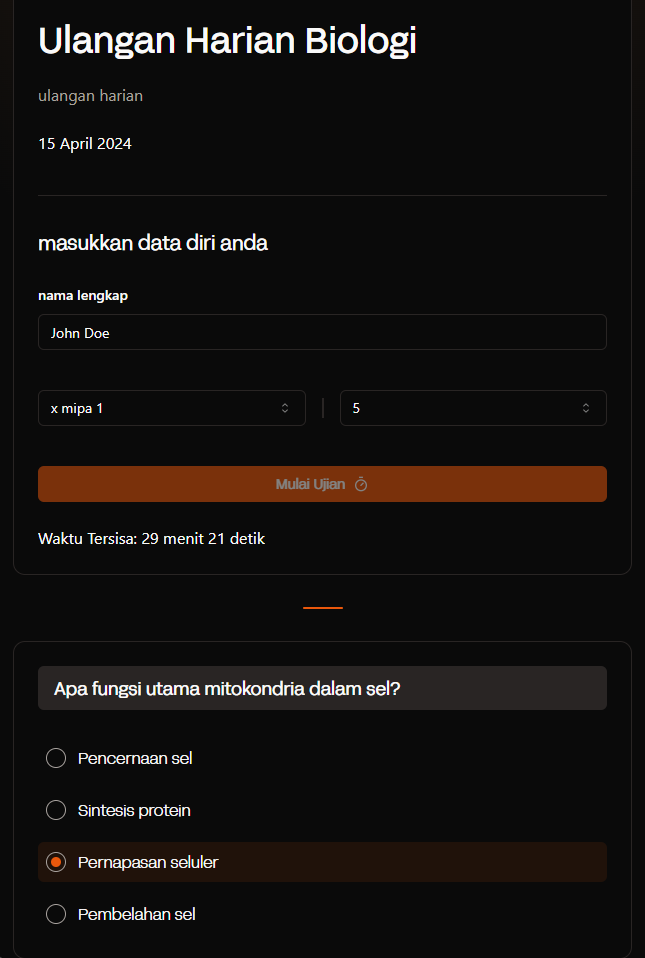 Ulangan Harian Biologi
ulangan harian
15 April 2024
masukkan data diri anda
nama lengkap
John Doe
x mipa 1
5
Mulai Ujian
Waktu Tersisa: 29 menit 21 detik
Apa fungsi utama mitokondria dalam sel?
Pencernaan sel
Sintesis protein
Pernapasan seluler
Pembelahan sel